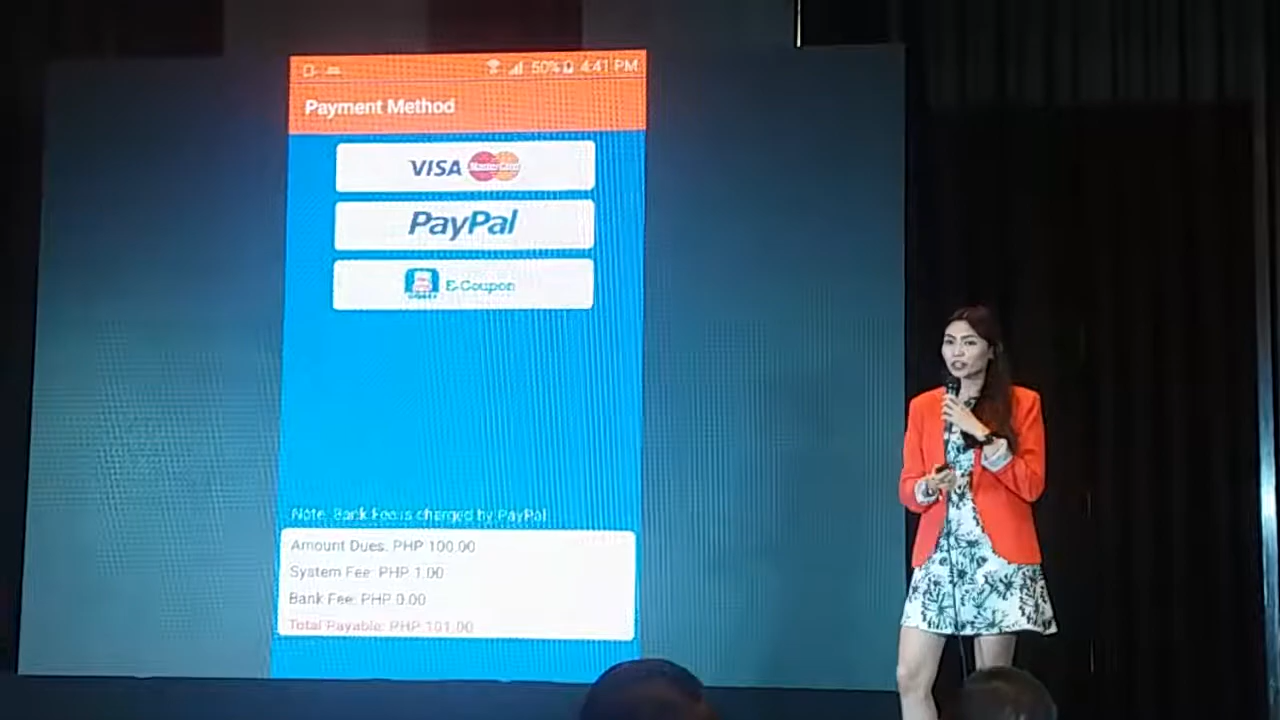 50% 4:41 PM
Payment Method
VISA MasterCard
PayPal
E-Coupon
Note: Bank Fee is charged by PayPal
Amount Dues: PHP 100.00
System Fee: PHP 1.00
Bank Fee: PHP 0.00
Total Payable: PHP 101.00